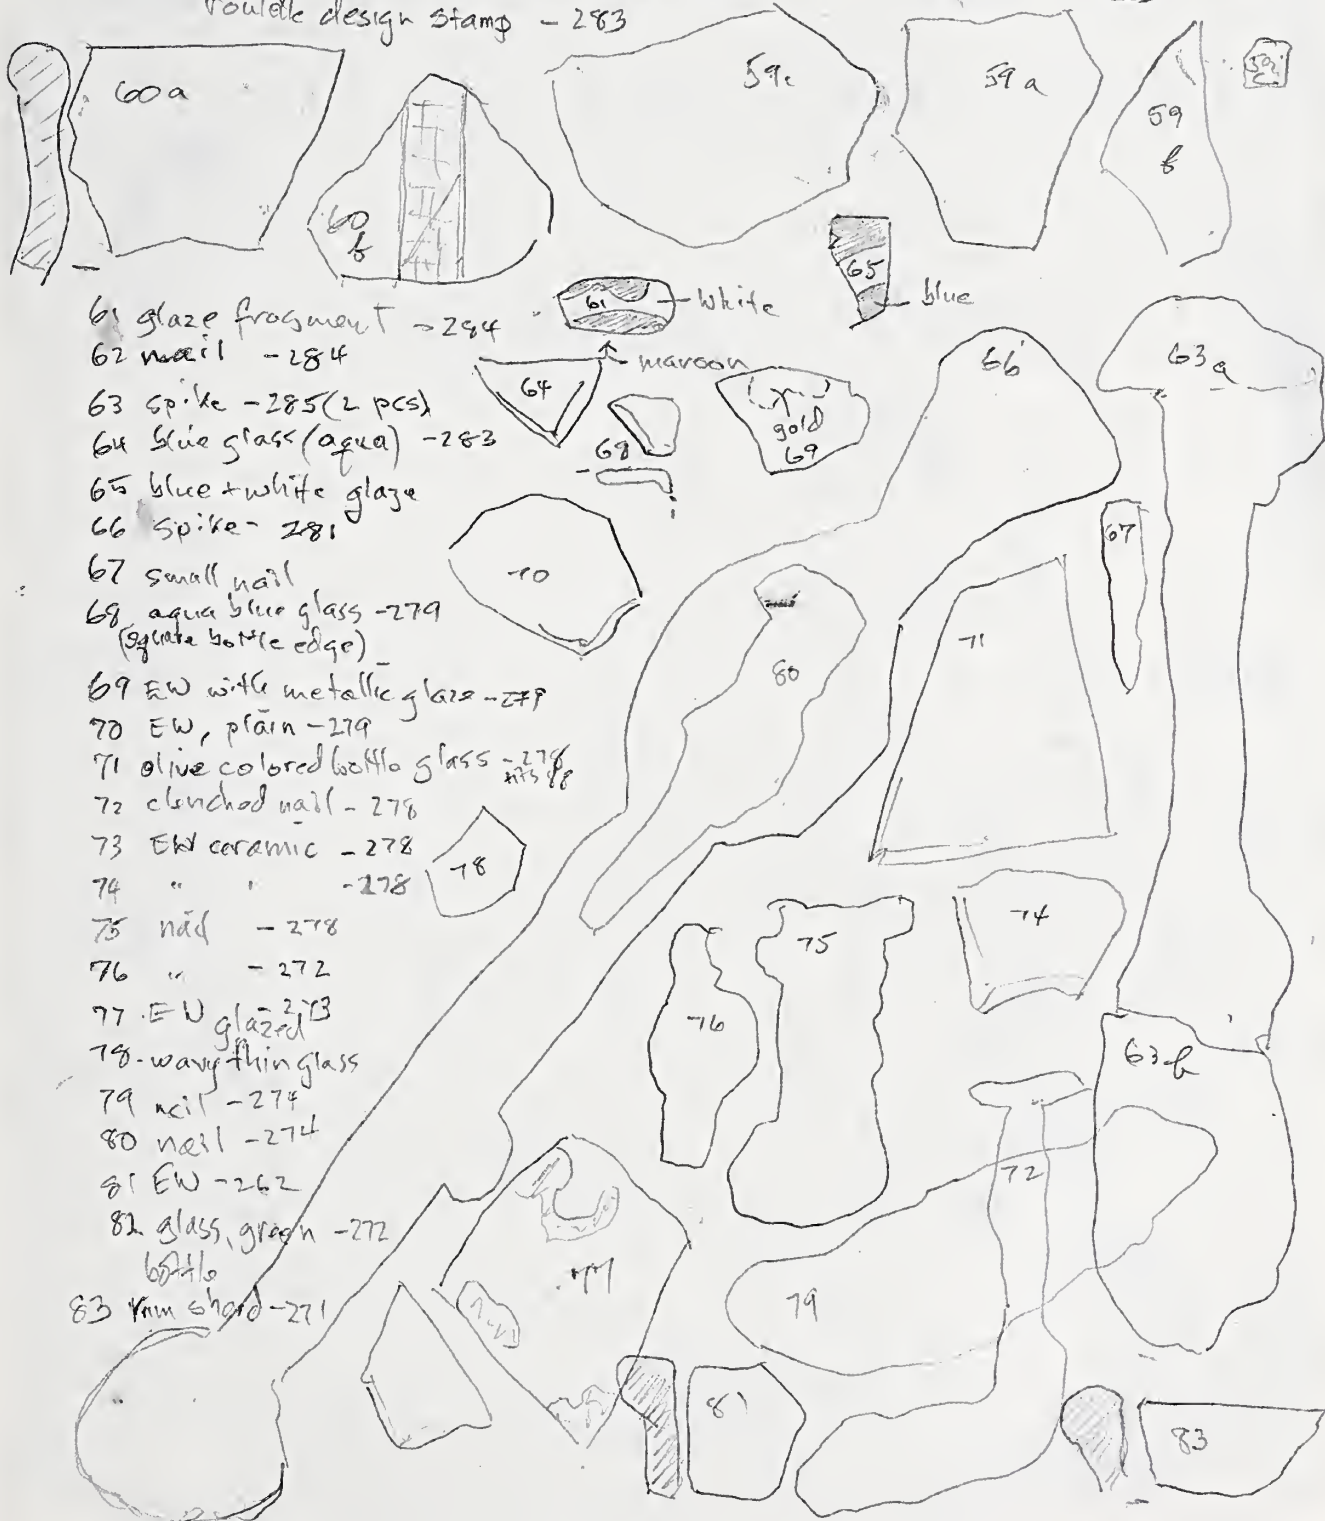 roulette design stamp - 283
60a
60
b
59c
59a
59
b
61 glaze fragment - 284
62 nail - 284
63 spike - 285 (2 pcs)
64 blue glass (aqua) - 283
65 blue + white glaze
66 spike - 281
67 small nail
68 aqua blue glass - 279
(square bottle edge)
69 EW with metallic glaze - 279
70 EW, plain - 279
71 olive colored bottle glass - 278
72 clenched nail - 278
73 EW ceramic - 278
74 " " - 278
75 nail - 278
76 " - 272
77 EW glazed - 273
78 - wavy thin glass
79 nail - 274
80 nail - 274
81 EW - 262
82 glass, green - 272
bottle
83 rim sherd - 271
61
white
maroon
65
blue
64
68
gold
69
66
63a
67
70
80
71
78
74
75
76
63b
72
77
79
81
83